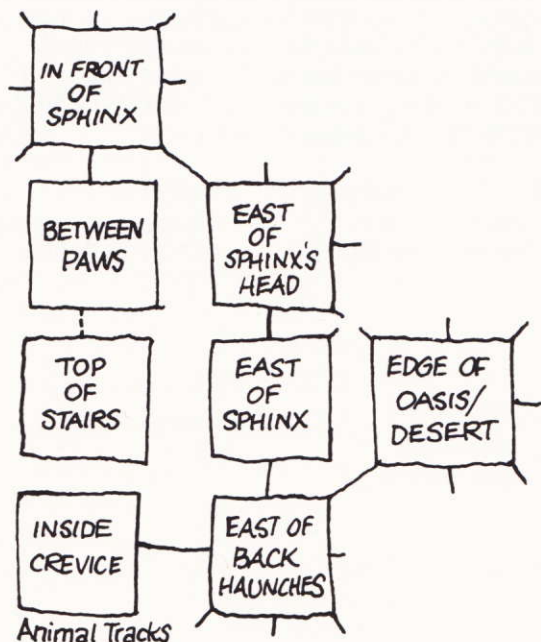 IN FRONT
OF
SPHINX
BETWEEN
PAWS
EAST
OF
SPHINX'S
HEAD
TOP
OF
STAIRS
EAST
OF
SPHINX
EDGE OF
OASIS/
DESERT
INSIDE
CREVICE
EAST OF
BACK
HAUNCHES
Animal Tracks